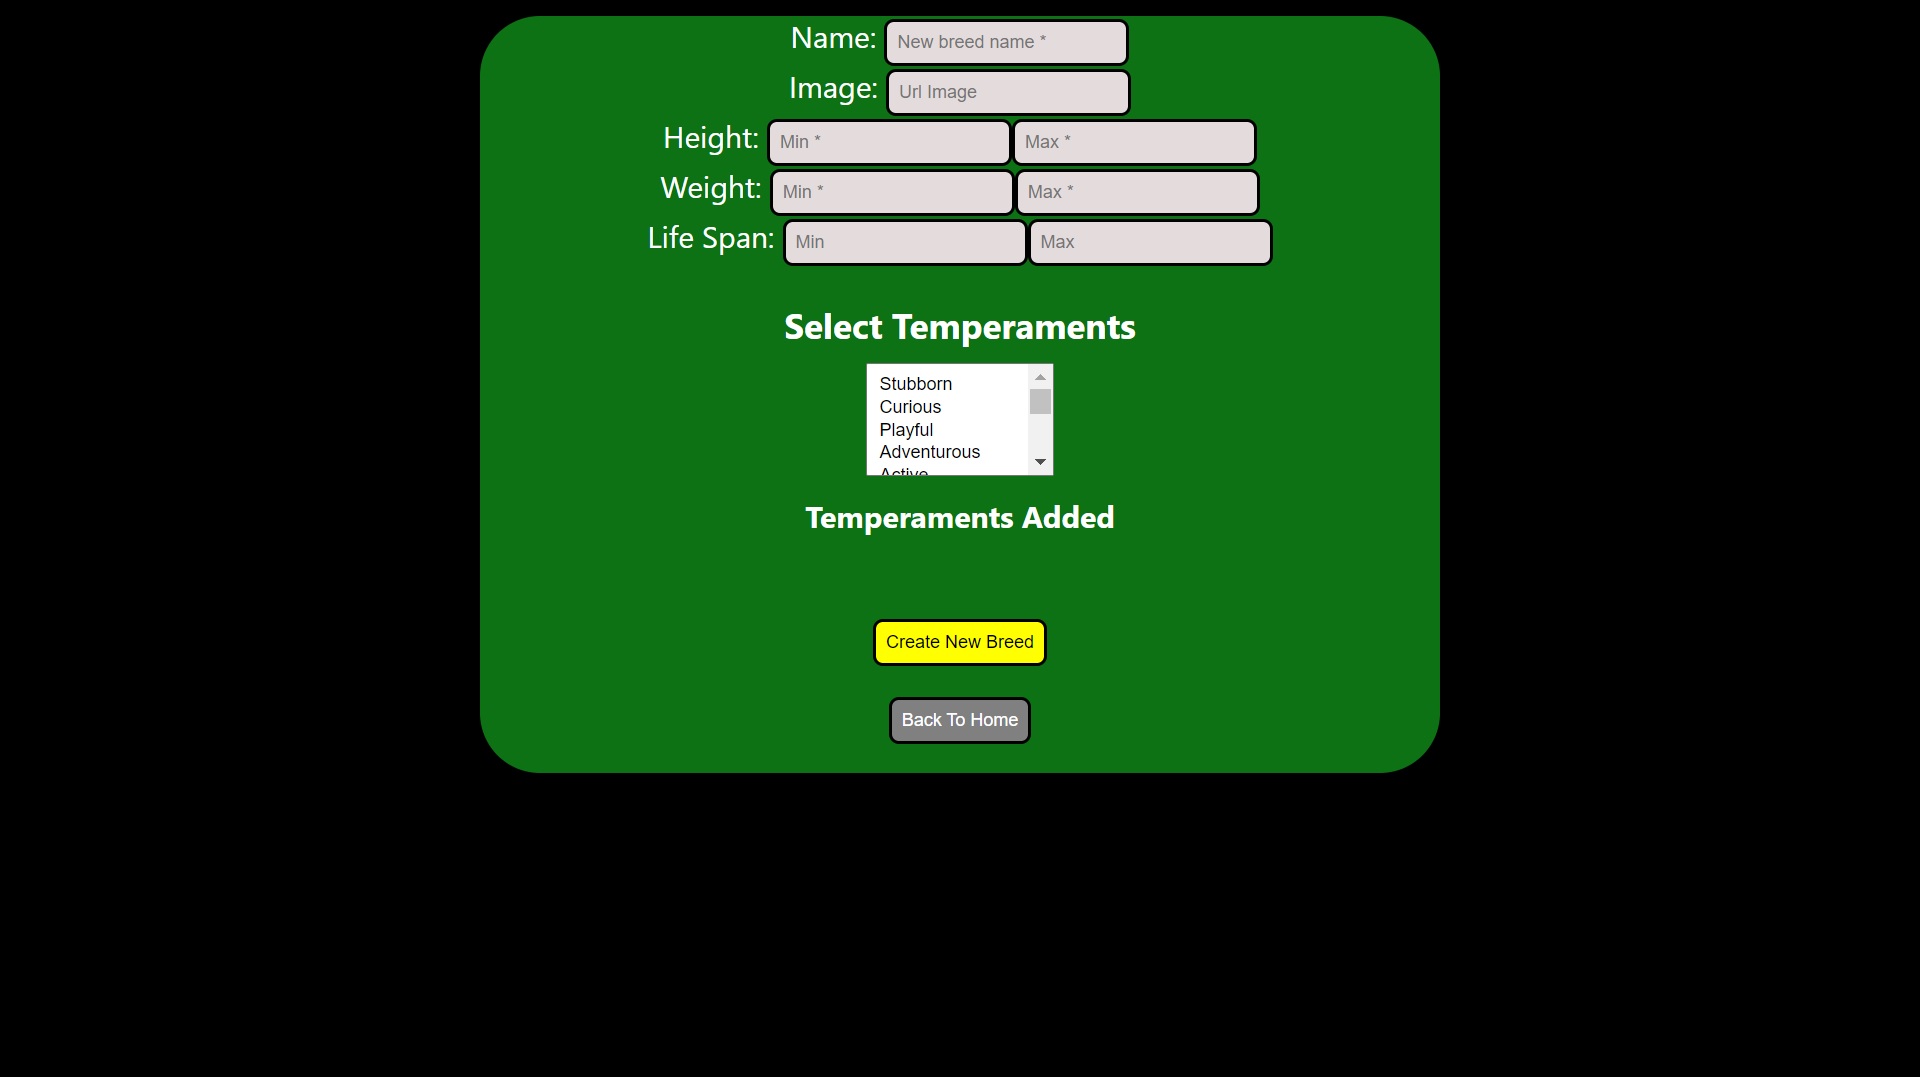 Name: New breed name *
Image: Url Image
Height: Min * Max *
Weight: Min * Max *
Life Span: Min Max
Select Temperaments
Stubborn
Curious
Playful
Adventurous
Active
Temperaments Added
Create New Breed
Back To Home